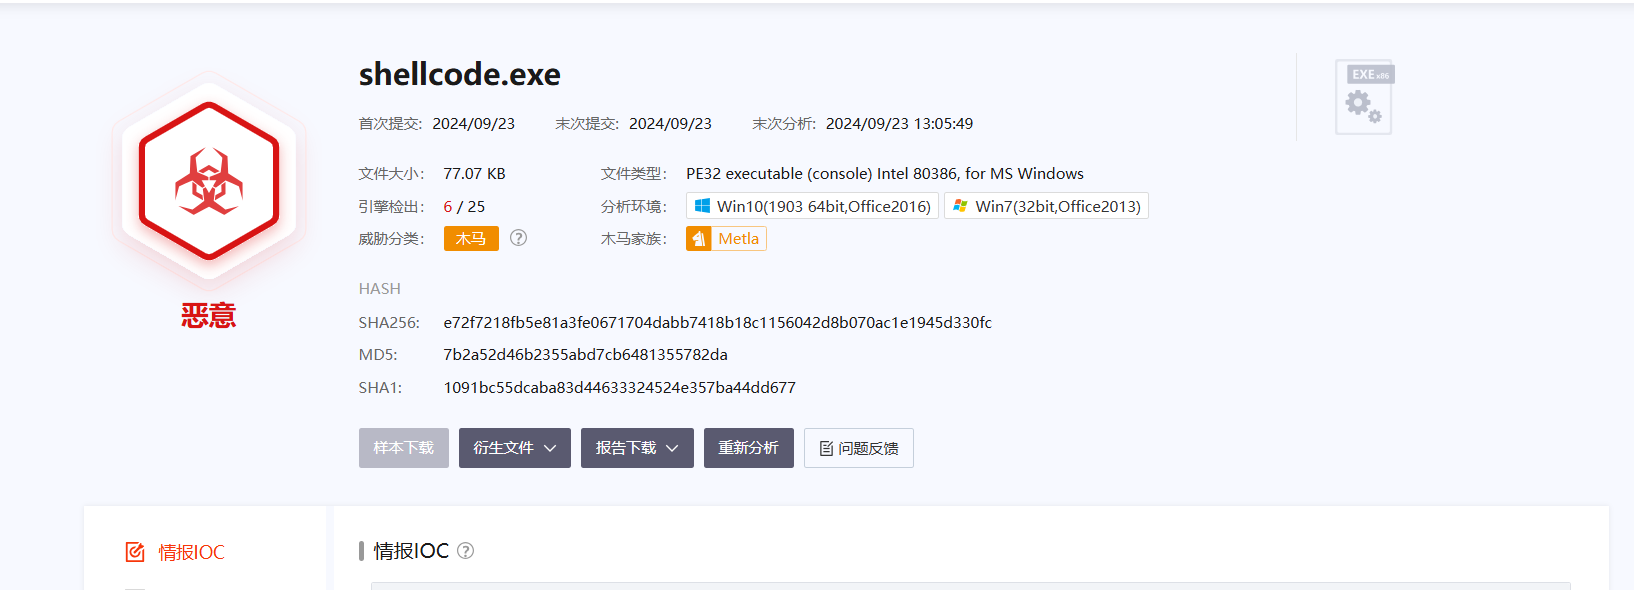 shellcode.exe
EXE x86
首次提交: 2024/09/23 末次提交: 2024/09/23 末次分析: 2024/09/23 13:05:49
文件大小: 77.07 KB 文件类型: PE32 executable (console) Intel 80386, for MS Windows
引擎检出: 6 / 25 分析环境: Win10(1903 64bit,Office2016) Win7(32bit,Office2013)
威胁分类: 木马 ? 木马家族: Metla
恶意
HASH
SHA256: e72f7218fb5e81a3fe0671704dabb7418b18c1156042d8b070ac1e1945d330fc
MD5: 7b2a52d46b2355abd7cb6481355782da
SHA1: 1091bc55dcaba83d44633324524e357ba44dd677
样本下载 衍生文件 报告下载 重新分析 问题反馈
情报IOC
情报IOC ?